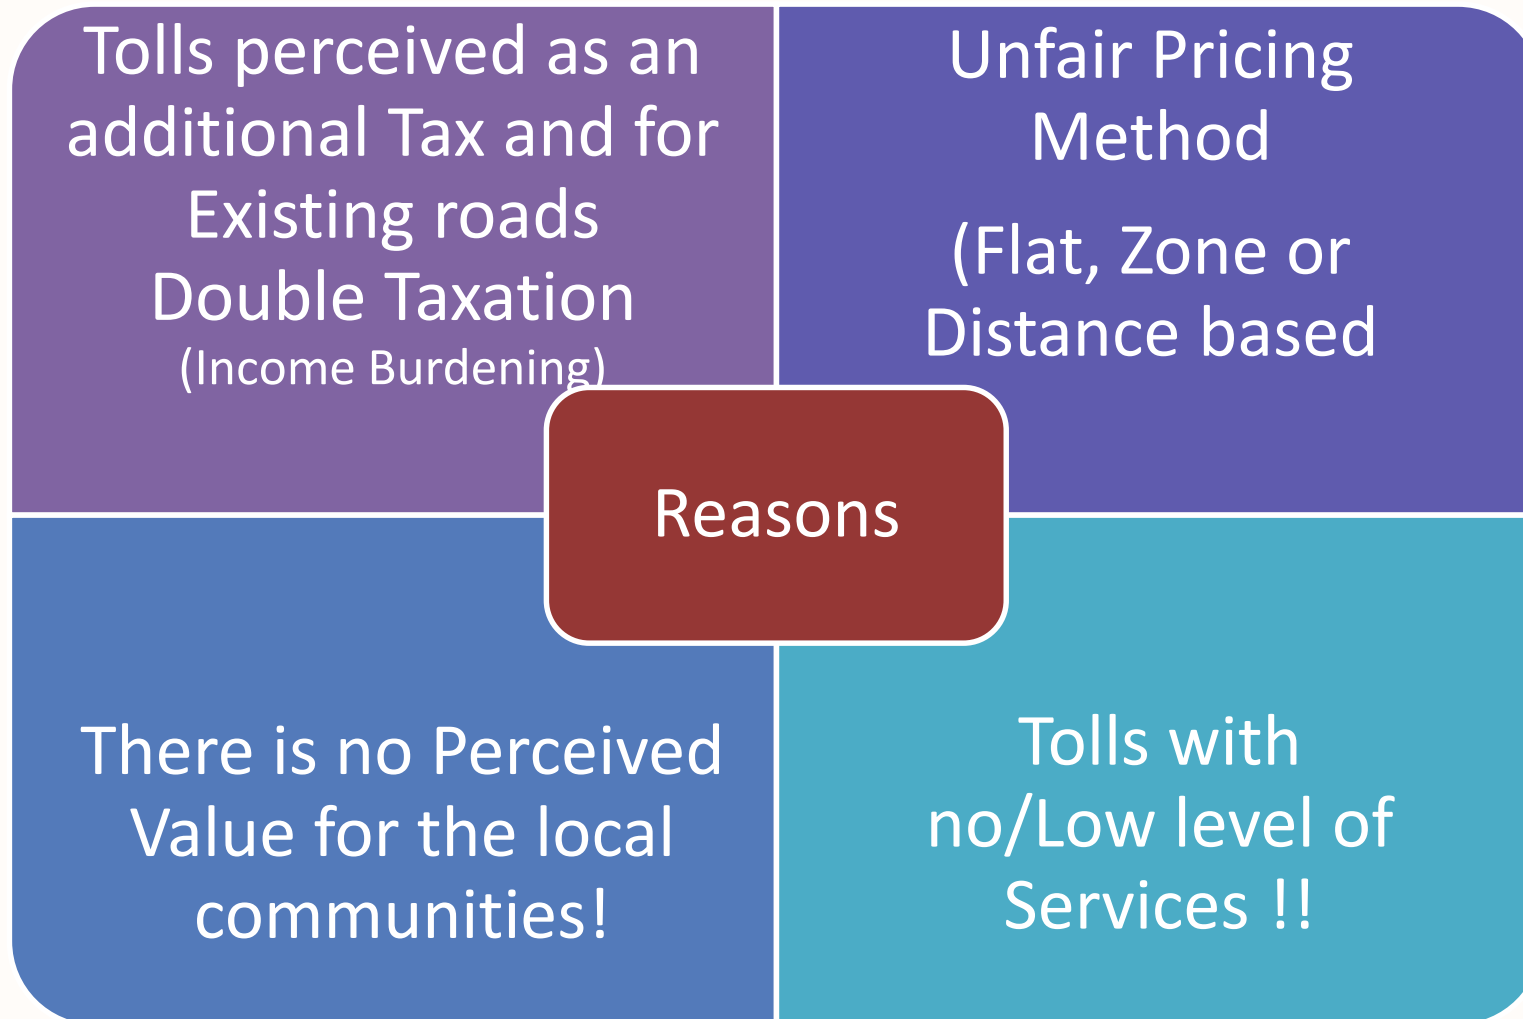 Tolls perceived as an
additional Tax and for
Existing roads
Double Taxation
(Income Burdening)
Unfair Pricing
Method
(Flat, Zone or
Distance based
Reasons
There is no Perceived
Value for the local
communities!
Tolls with
no/Low level of
Services !!